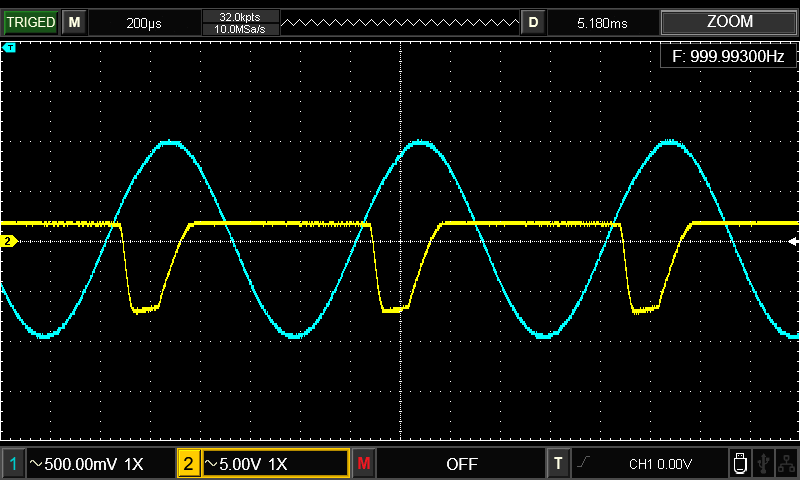 TRIGED M 200µs 32.0kpts D 5.180ms ZOOM
10.0MSa/s
T
F: 999.99300Hz
2
1 ~500.00mV 1X 2 ~5.00V 1X M OFF T CH1 0.00V